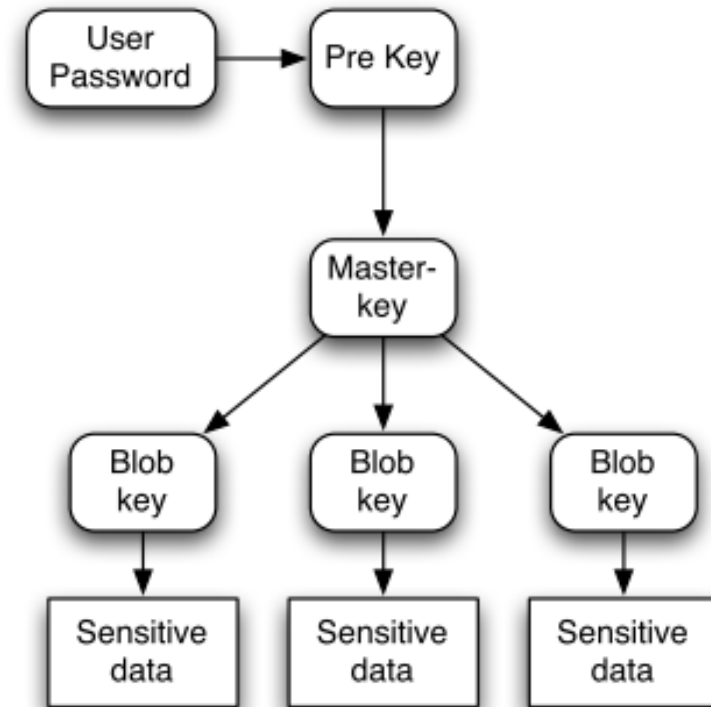 User
Password
Pre Key
Master-
key
Blob
key
Blob
key
Blob
key
Sensitive
data
Sensitive
data
Sensitive
data